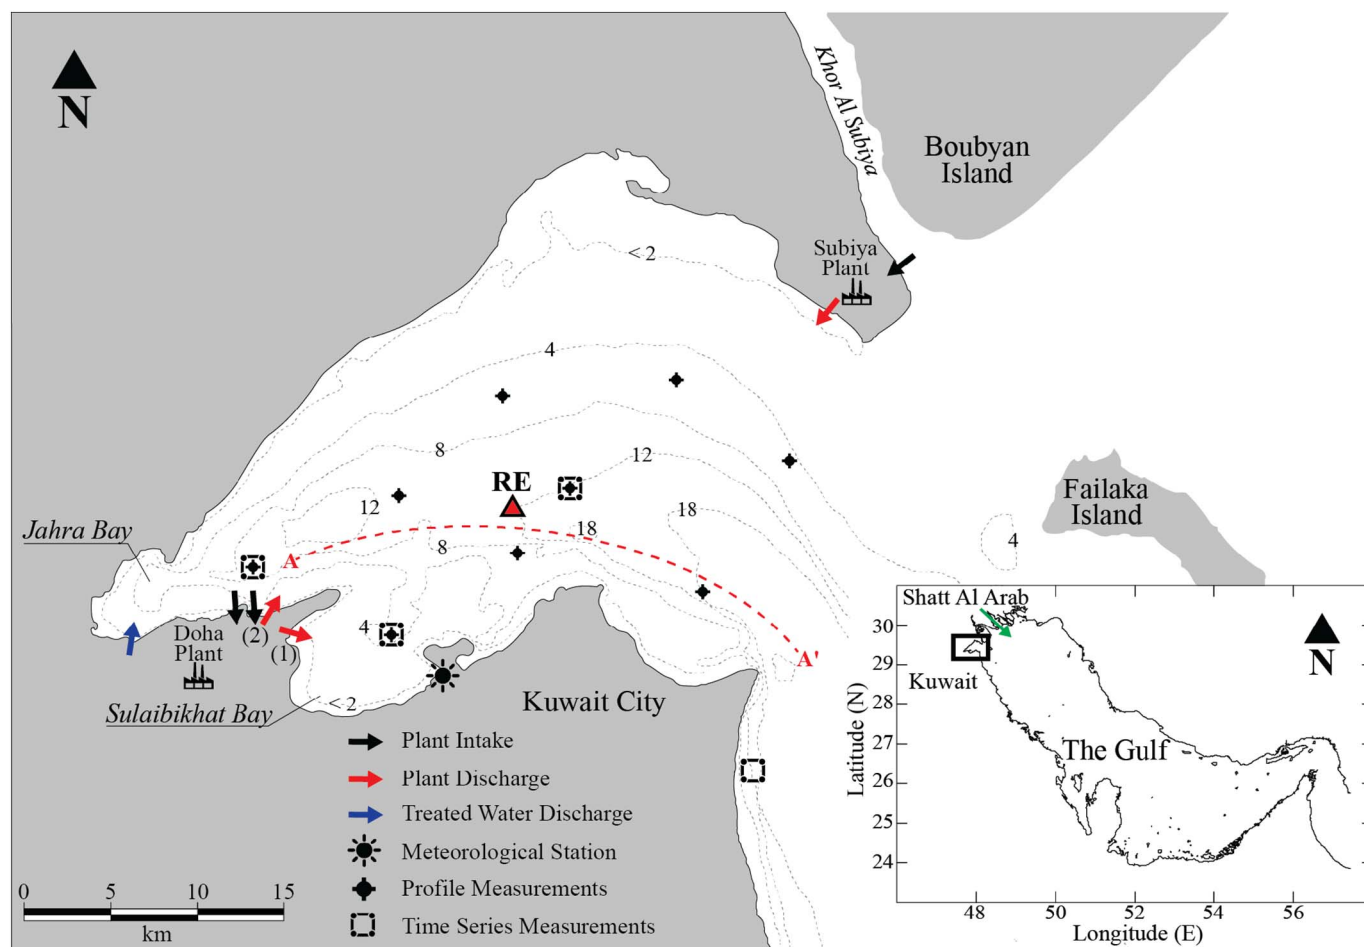 N
Khor Al Subiya
Boubyan
Island
< 2
Subiya
Plant
4
8
12
RE
12
18
18
Failaka
Island
4
Jahra Bay
A
8
A'
Doha
Plant
(2)
(1)
4
< 2
Sulaibikhat Bay
Kuwait City
Plant Intake
Plant Discharge
Treated Water Discharge
Meteorological Station
Profile Measurements
Time Series Measurements
0 5 10 15
km
Shatt Al Arab
N
Kuwait
The Gulf
Latitude (N)
30
29
28
27
26
25
24
48 50 52 54 56
Longitude (E)